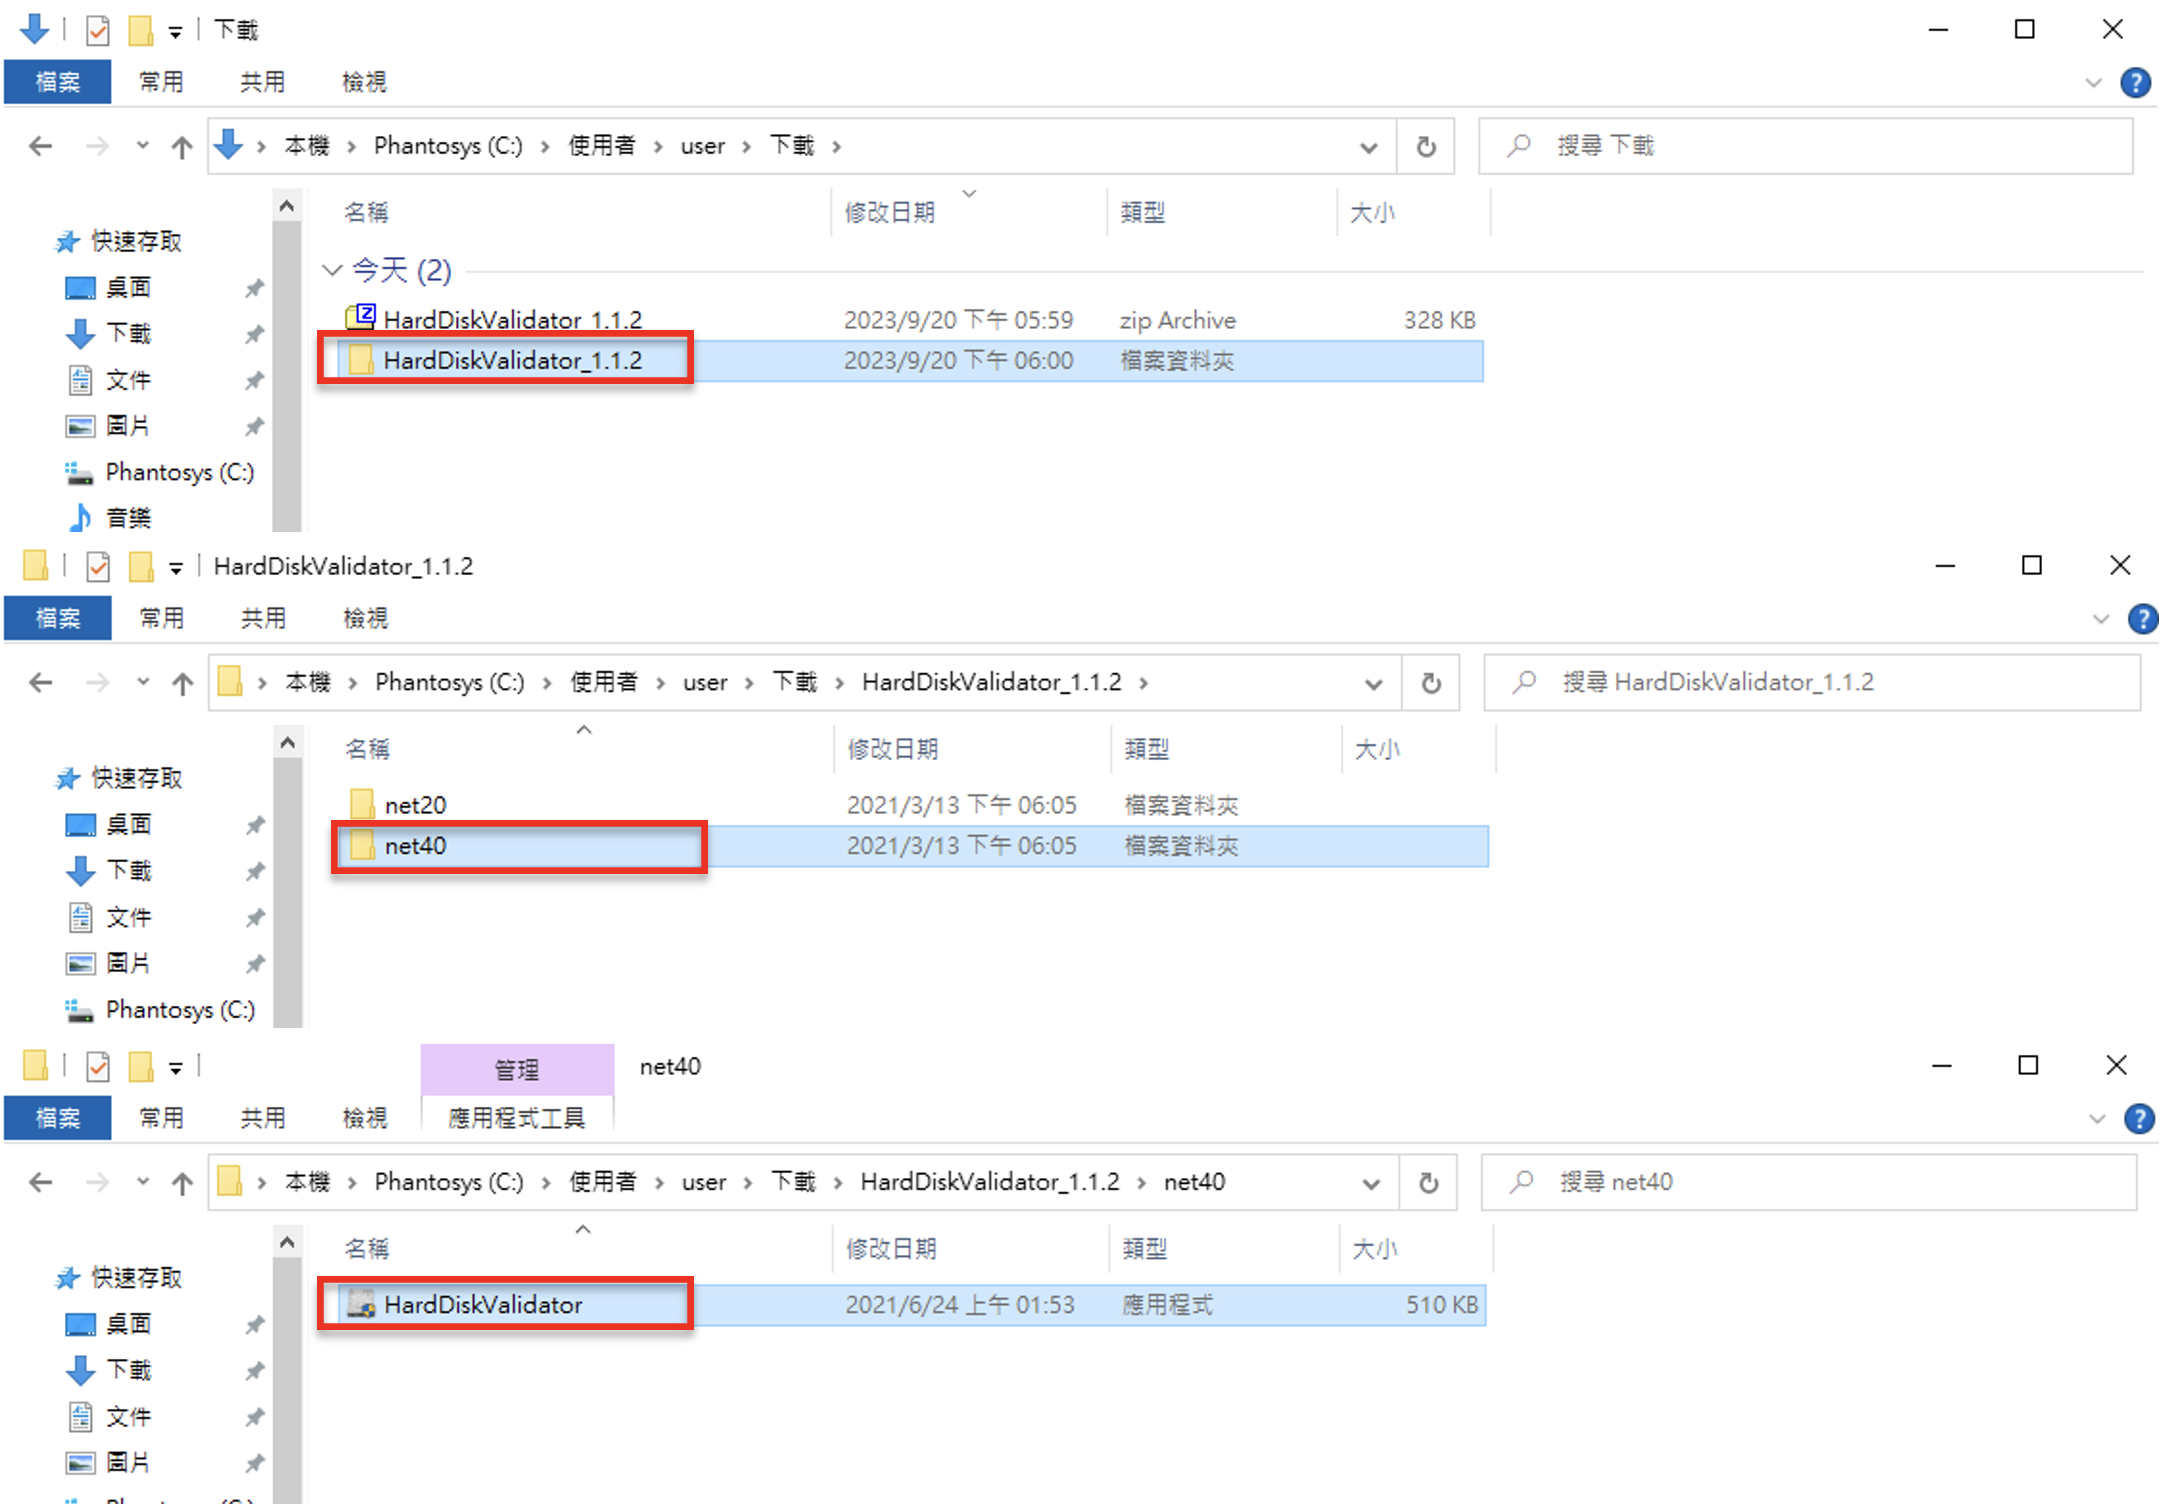 下載
檔案 常用 共用 檢視
本機 Phantosys (C:) 使用者 user 下載 搜尋 下載
名稱 修改日期 類型 大小
快速存取
今天 (2)
桌面
HardDiskValidator_1.1.2 2023/9/20 下午 05:59 zip Archive 328 KB
下載
HardDiskValidator_1.1.2 2023/9/20 下午 06:00 檔案資料夾
文件
圖片
Phantosys (C:)
音樂
HardDiskValidator_1.1.2
檔案 常用 共用 檢視
本機 Phantosys (C:) 使用者 user 下載 HardDiskValidator_1.1.2 搜尋 HardDiskValidator_1.1.2
名稱 修改日期 類型 大小
快速存取
net20 2021/3/13 下午 06:05 檔案資料夾
桌面
net40 2021/3/13 下午 06:05 檔案資料夾
下載
文件
圖片
Phantosys (C:)
管理 net40
檔案 常用 共用 檢視 應用程式工具
本機 Phantosys (C:) 使用者 user 下載 HardDiskValidator_1.1.2 net40 搜尋 net40
名稱 修改日期 類型 大小
快速存取
HardDiskValidator 2021/6/24 上午 01:53 應用程式 510 KB
桌面
下載
文件
圖片